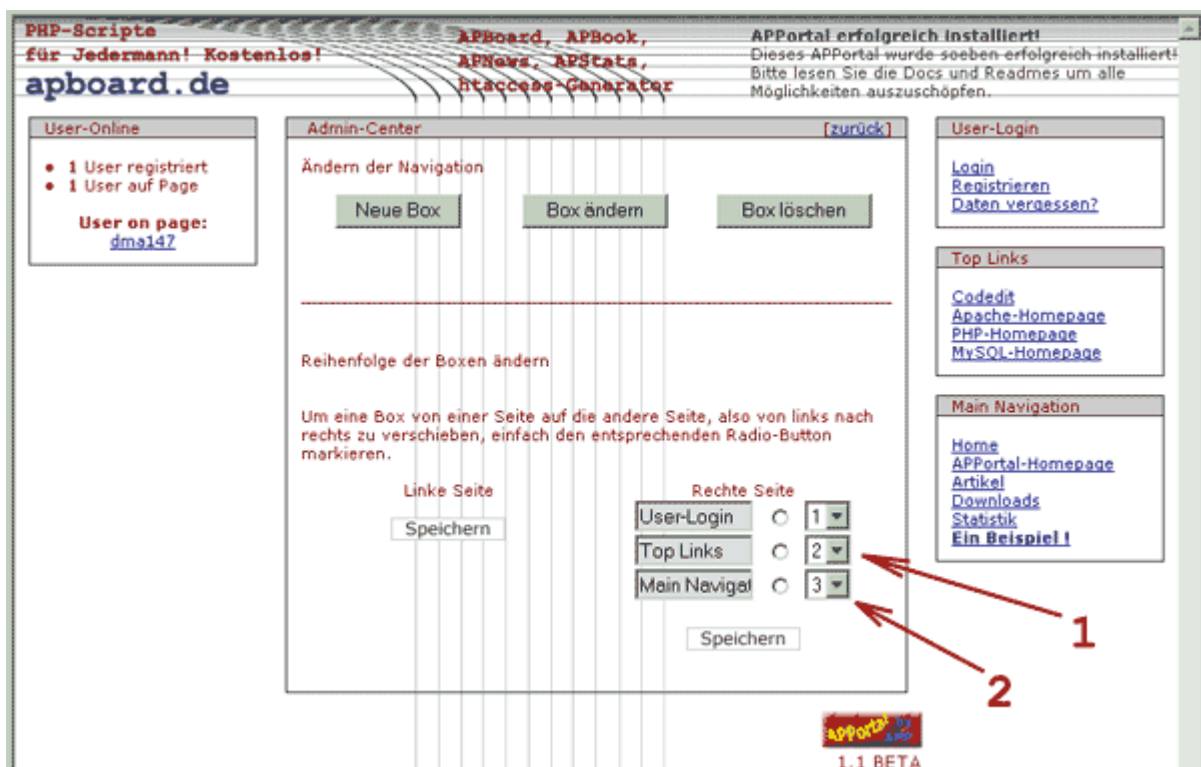 PHP-Scripte
für Jedermann! Kostenlos!
apboard.de
APBoard, APBook,
APNews, APStats,
htaccess-Generator
APPortal erfolgreich installiert!
Dieses APPortal wurde soeben erfolgreich installiert!
Bitte lesen Sie die Docs und Readmes um alle
Möglichkeiten auszuschöpfen.
User-Online
1 User registriert
1 User auf Page
User on page:
dma147
Admin-Center [zurück]
Ändern der Navigation
Neue Box Box ändern Box löschen
Reihenfolge der Boxen ändern
Um eine Box von einer Seite auf die andere Seite, also von links nach
rechts zu verschieben, einfach den entsprechenden Radio-Button
markieren.
Linke Seite
Speichern
Rechte Seite
User-Login 1
Top Links 2
Main Navigat 3
Speichern
1
2
User-Login
Login
Registrieren
Daten vergessen?
Top Links
Codedit
Apache-Homepage
PHP-Homepage
MySQL-Homepage
Main Navigation
Home
APPortal-Homepage
Artikel
Downloads
Statistik
Ein Beispiel !
APPortal by
APP
1.1 BETA